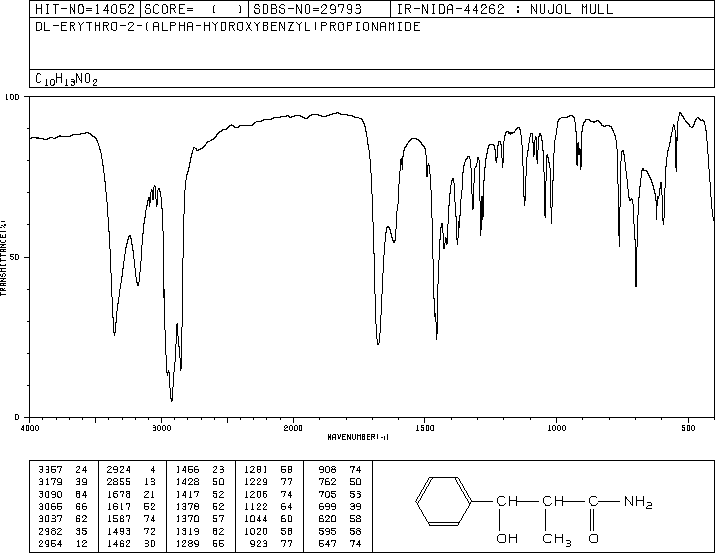 HIT-NO=14052 SCORE= ( ) SDBS-NO=29793 IR-NIDA-44262 : NUJOL MULL
DL-ERYTHRO-2-(ALPHA-HYDROXYBENZYL)PROPIONAMIDE
C10H13NO2
100
TRANSMITTANCE(%)
50
0
4000 3000 2000 1500 1000 500
WAVENUMBER(-1)
3357 24 2924 4 1456 23 1281 58 908 74
3179 39 2855 13 1428 50 1229 77 762 50
3090 64 1678 21 1417 52 1206 74 705 53
3065 66 1617 52 1378 52 1122 64 699 39
3037 62 1587 74 1370 57 1044 60 620 58
2982 35 1493 72 1319 62 1020 58 595 58
2954 12 1462 30 1289 55 923 77 547 74
CH CH C NH2
OH CH3 O